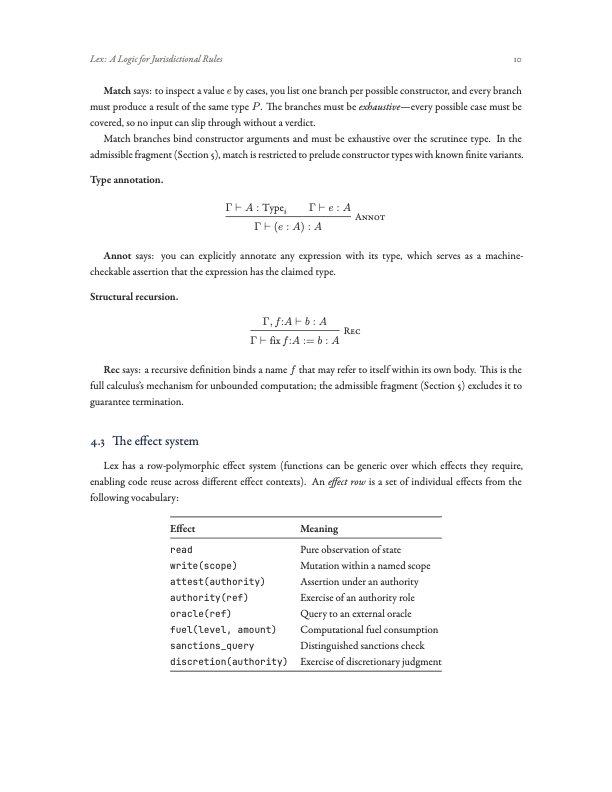 Lex: A Logic for Jurisdictional Rules 10
Match says: to inspect a value e by cases, you list one branch per possible constructor, and every branch
must produce a result of the same type P. The branches must be exhaustive—every possible case must be
covered, so no input can slip through without a verdict.
Match branches bind constructor arguments and must be exhaustive over the scrutinee type. In the
admissible fragment (Section 5), match is restricted to prelude constructor types with known finite variants.
Type annotation.
Γ ⊢ A : Typeᵢ Γ ⊢ e : A
Annot
Γ ⊢ (e : A) : A
Annot says: you can explicitly annotate any expression with its type, which serves as a machine-
checkable assertion that the expression has the claimed type.
Structural recursion.
Γ, f:A ⊢ b : A
Rec
Γ ⊢ fix f:A := b : A
Rec says: a recursive definition binds a name f that may refer to itself within its own body. This is the
full calculus's mechanism for unbounded computation; the admissible fragment (Section 5) excludes it to
guarantee termination.
4.3 The effect system
Lex has a row-polymorphic effect system (functions can be generic over which effects they require,
enabling code reuse across different effect contexts). An effect row is a set of individual effects from the
following vocabulary:
Effect Meaning
read Pure observation of state
write(scope) Mutation within a named scope
attest(authority) Assertion under an authority
authority(ref) Exercise of an authority role
oracle(ref) Query to an external oracle
fuel(level, amount) Computational fuel consumption
sanctions_query Distinguished sanctions check
discretion(authority) Exercise of discretionary judgment